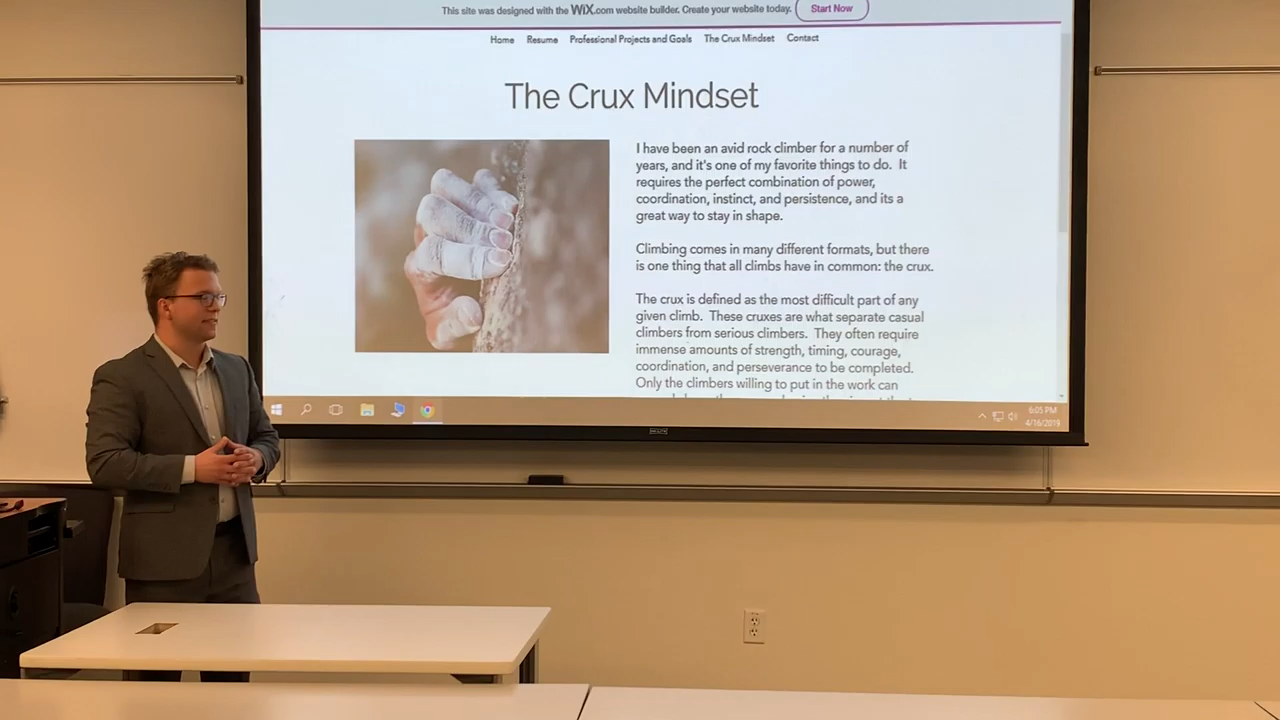 This site was designed with the WiX.com website builder. Create your website today. Start Now
Home Resume Professional Projects and Goals The Crux Mindset Contact
The Crux Mindset
I have been an avid rock climber for a number of
years, and it's one of my favorite things to do. It
requires the perfect combination of power,
coordination, instinct, and persistence, and its a
great way to stay in shape.
Climbing comes in many different formats, but there
is one thing that all climbs have in common: the crux.
The crux is defined as the most difficult part of any
given climb. These cruxes are what separate casual
climbers from serious climbers. They often require
immense amounts of strength, timing, courage,
coordination, and perseverance to be completed.
Only the climbers willing to put in the work can
6:05 PM
4/16/2019